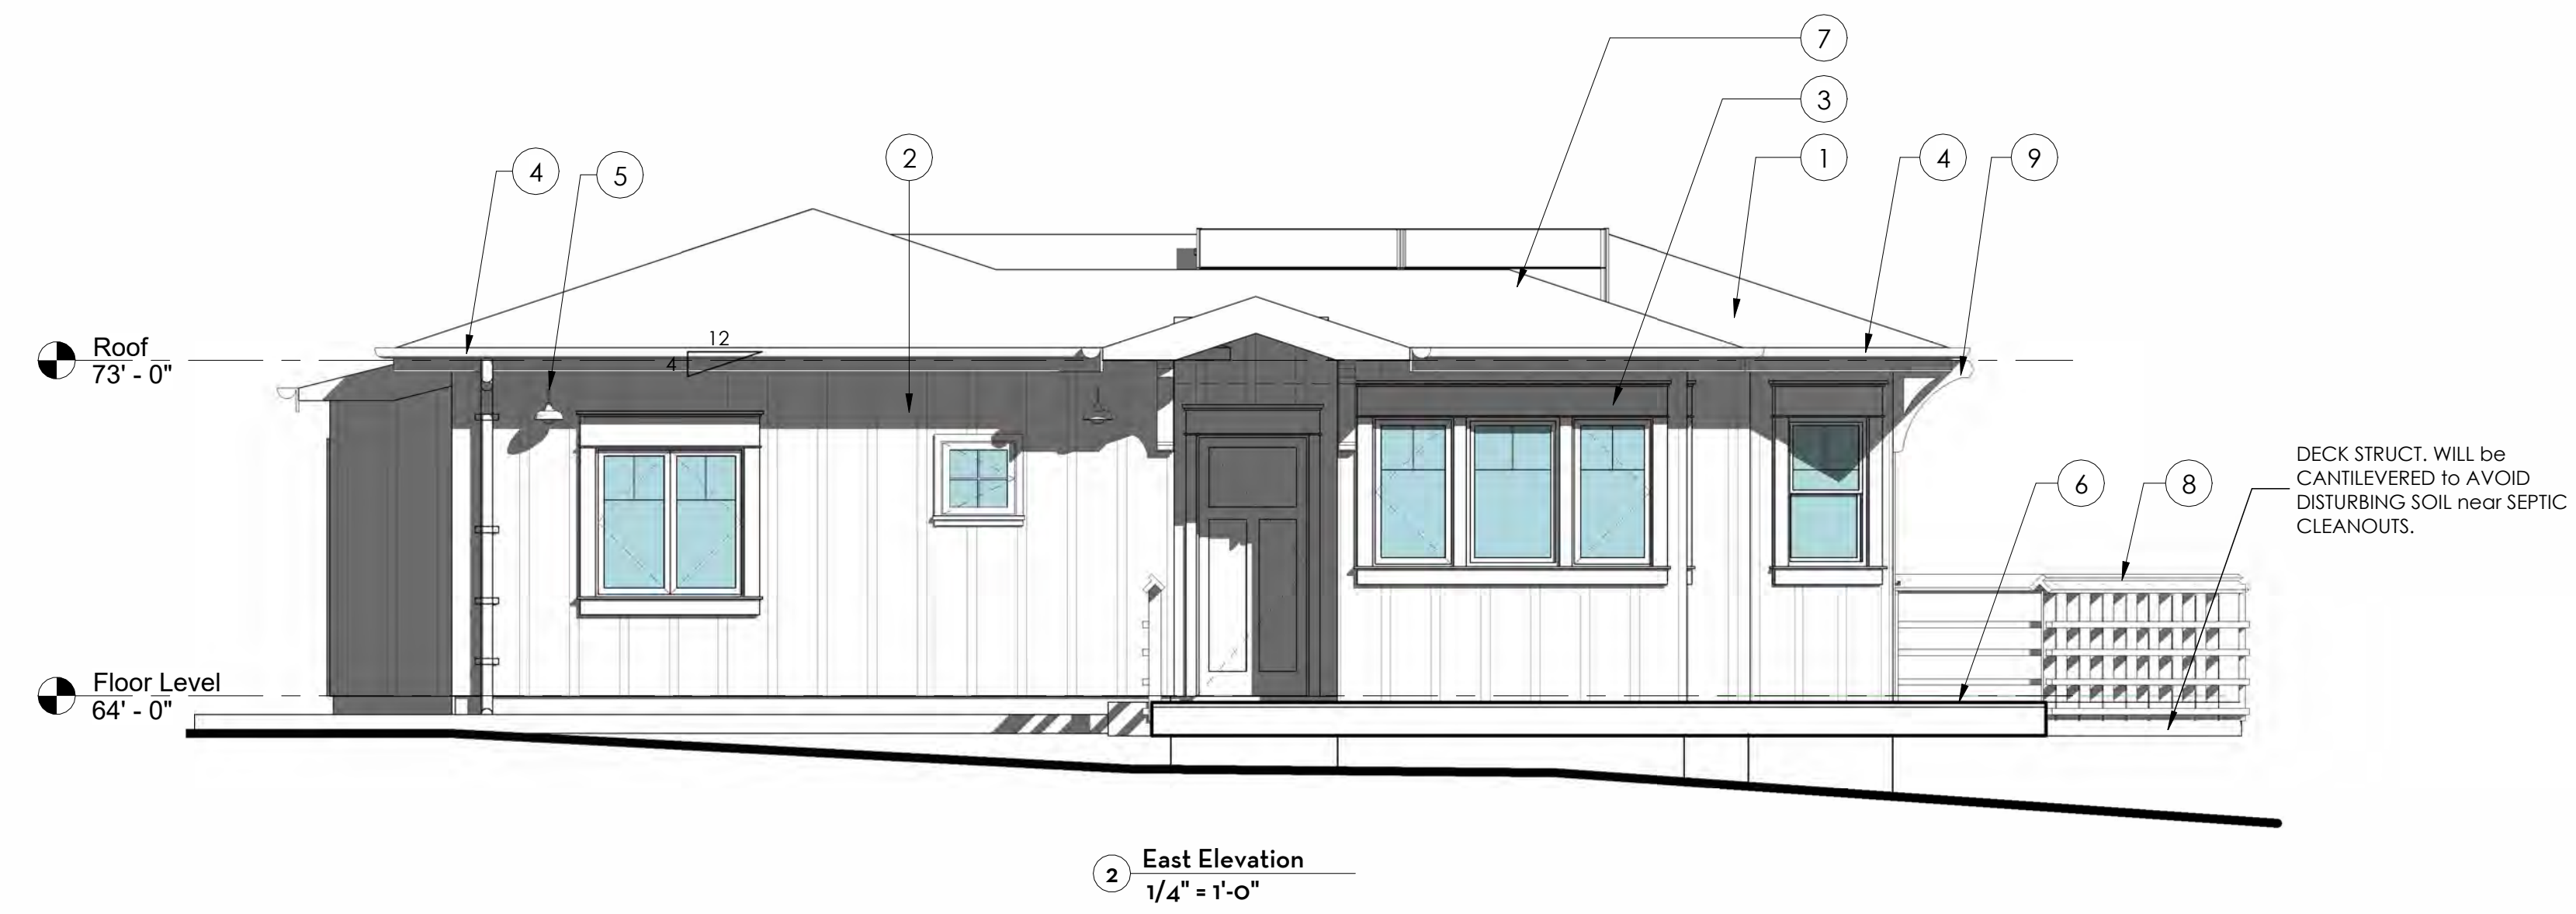 7
3
4
5
2
1
4
9
Roof
73' - 0"
12
4
DECK STRUCT. WILL be
CANTILEVERED to AVOID
DISTURBING SOIL near SEPTIC
CLEANOUTS.
6
8
Floor Level
64' - 0"
2
East Elevation
1/4" = 1'-0"